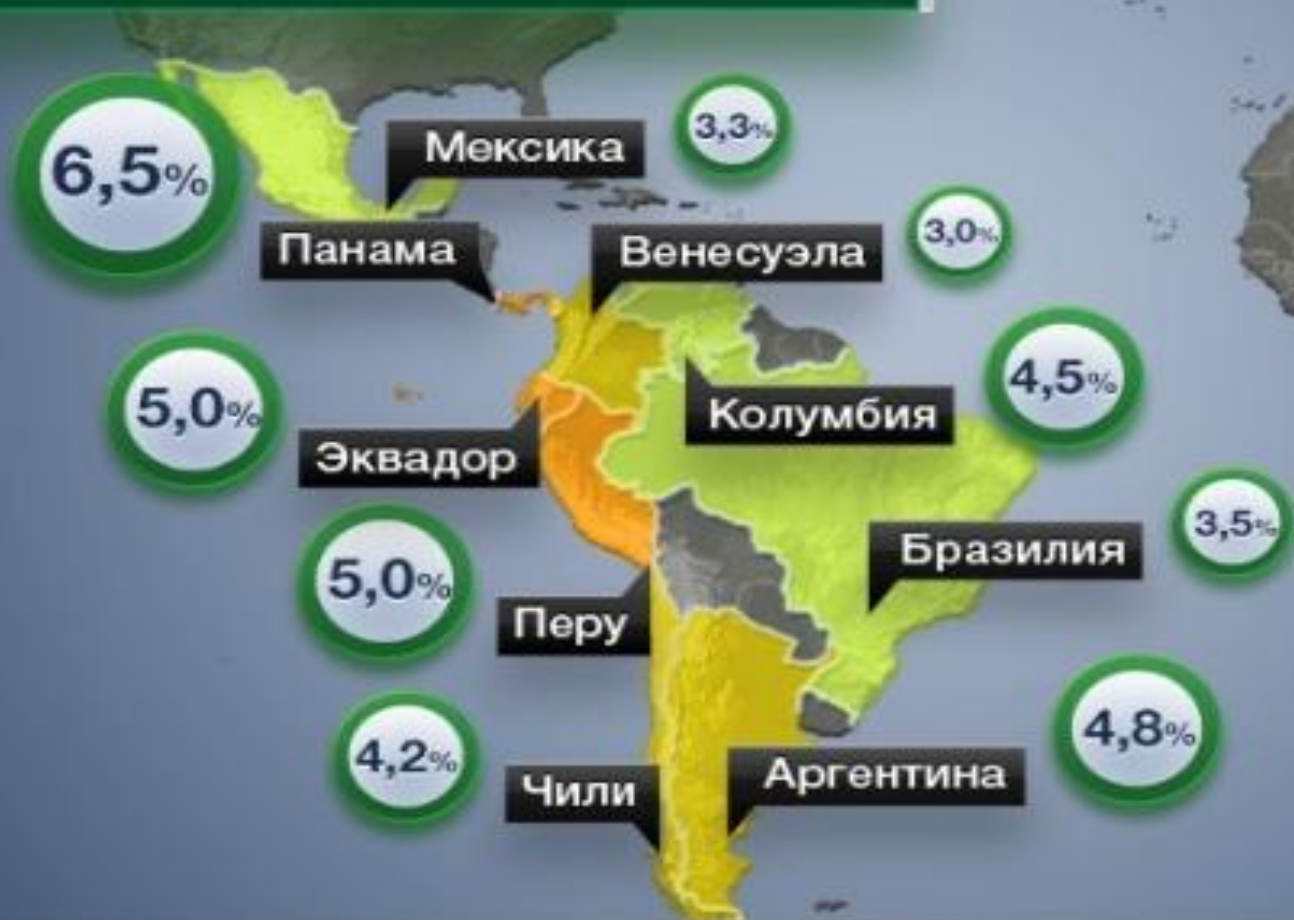 Мексика
3,3%
6,5%
Панама
Венесуэла
3,0%
5,0%
Эквадор
Колумбия
4,5%
5,0%
Перу
Бразилия
3,5%
4,2%
Чили
Аргентина
4,8%